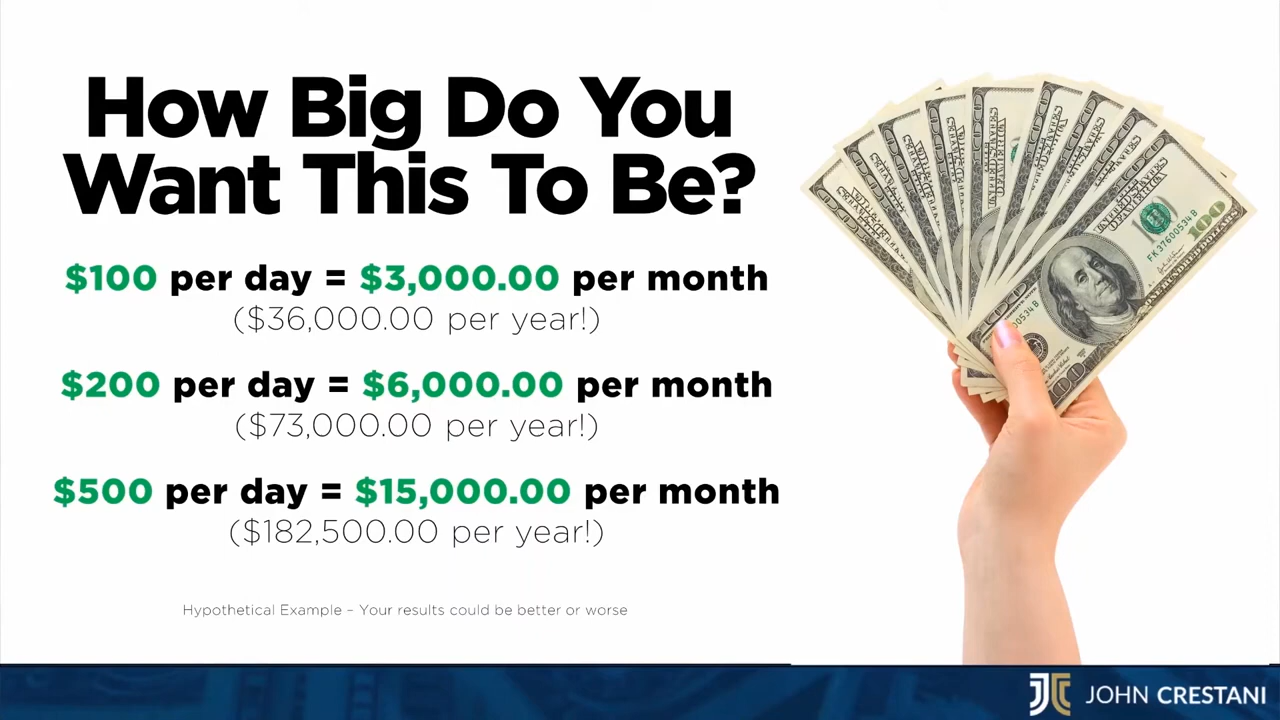 How Big Do You
Want This To Be?
$100 per day = $3,000.00 per month
($36,000.00 per year!)
$200 per day = $6,000.00 per month
($73,000.00 per year!)
$500 per day = $15,000.00 per month
($182,500.00 per year!)
Hypothetical Example – Your results could be better or worse
FK 37600534 B
100
JOHN CRESTANI